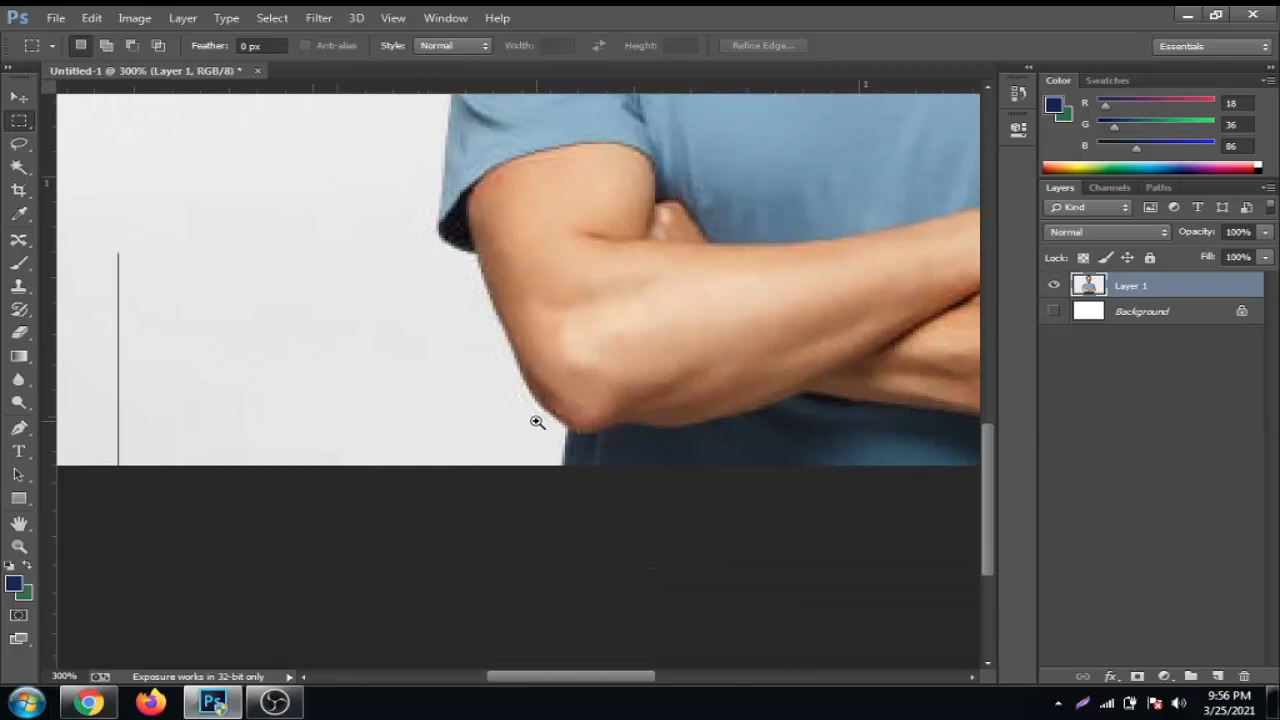 Ps File Edit Image Layer Type Select Filter 3D View Window Help
Feather: 0 px Anti-alias Style: Normal Width: Height: Refine Edge... Essentials
Untitled-1 @ 300% (Layer 1, RGB/8) *
Color Swatches
R 18
G 36
B 86
Layers Channels Paths
Kind
Normal Opacity: 100%
Lock: Fill: 100%
Layer 1
Background
1
1
300% Exposure works in 32-bit only
Ps
9:56 PM
3/25/2021